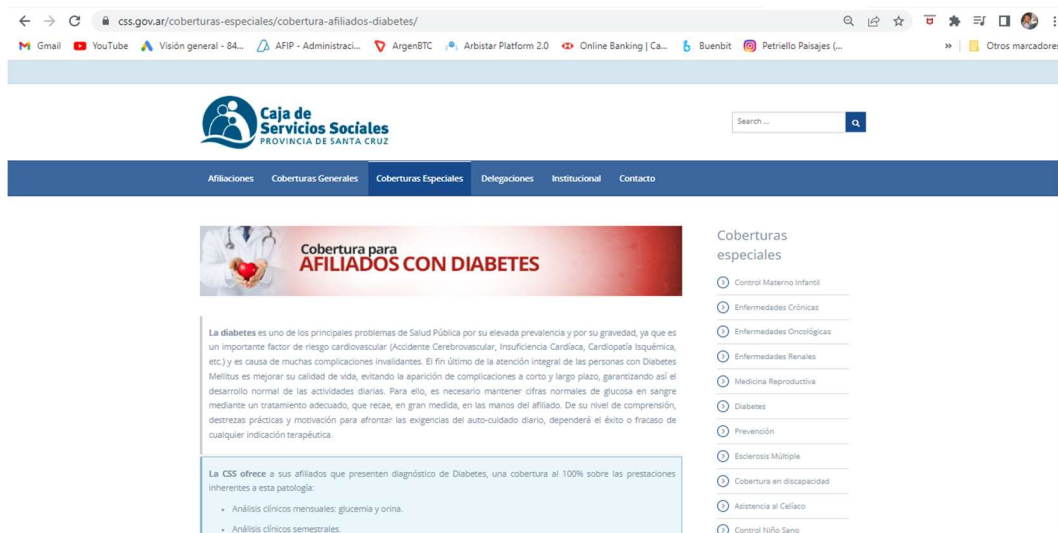 css.gov.ar/coberturas-especiales/cobertura-afiliados-diabetes/
Gmail YouTube Visión general - 84... AFIP - Administraci... ArgenBTC Arbistar Platform 2.0 Online Banking | Ca... Buenbit Petriello Paisajes (... » Otros marcadores
Caja de
Servicios Sociales
PROVINCIA DE SANTA CRUZ
Search ...
Afiliaciones Coberturas Generales Coberturas Especiales Delegaciones Institucional Contacto
Cobertura para
AFILIADOS CON DIABETES
La diabetes es uno de los principales problemas de Salud Pública por su elevada prevalencia y por su gravedad, ya que es
un importante factor de riesgo cardiovascular (Accidente Cerebrovascular, Insuficiencia Cardíaca, Cardiopatía Isquémica,
etc.) y es causa de muchas complicaciones invalidantes. El fin último de la atención integral de las personas con Diabetes
Mellitus es mejorar su calidad de vida, evitando la aparición de complicaciones a corto y largo plazo, garantizando así el
desarrollo normal de las actividades diarias. Para ello, es necesario mantener cifras normales de glucosa en sangre
mediante un tratamiento adecuado, que recae, en gran medida, en las manos del afiliado. De su nivel de comprensión,
destrezas prácticas y motivación para afrontar las exigencias del auto-cuidado diario, dependerá el éxito o fracaso de
cualquier indicación terapéutica.
La CSS ofrece a sus afiliados que presenten diagnóstico de Diabetes, una cobertura al 100% sobre las prestaciones
inherentes a esta patología:
• Análisis clínicos mensuales: glucemia y orina.
• Análisis clínicos semestrales.
Coberturas
especiales
Control Materno Infantil
Enfermedades Crónicas
Enfermedades Oncológicas
Enfermedades Renales
Medicina Reproductiva
Diabetes
Prevención
Esclerosis Múltiple
Cobertura en discapacidad
Asistencia al Celíaco
Control Niño Sano